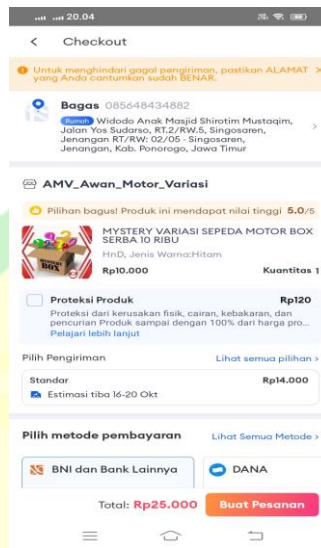 20.04
Checkout
Untuk menghindari gagal pengiriman, pastikan ALAMAT
yang Anda cantumkan sudah BENAR.
Bagas 085648434882
Rumah Widodo Anak Masjid Shirotim Mustaqim,
Jalan Yos Sudarso, RT.2/RW.5, Singosaren,
Jenangan RT/RW: 02/05 - Singosaren,
Jenangan, Kab. Ponorogo, Jawa Timur
AMV_Awan_Motor_Variasi
Pilihan bagus! Produk ini mendapat nilai tinggi 5.0/5
MYSTERY VARIASI SEPEDA MOTOR BOX
SERBA 10 RIBU
HnD, Jenis Warna:Hitam
Rp10.000 Kuantitas 1
MYSTERY
BOX
Proteksi Produk Rp120
Proteksi dari kerusakan fisik, cairan, kebakaran, dan
pencurian Produk sampai dengan 100% dari harga pro...
Pelajari lebih lanjut
Pilih Pengiriman Lihat semua pilihan >
Standar Rp14.000
Estimasi tiba 16-20 Okt
Pilih metode pembayaran Lihat Semua Metode >
BNI dan Bank Lainnya DANA
Total: Rp25.000 Buat Pesanan